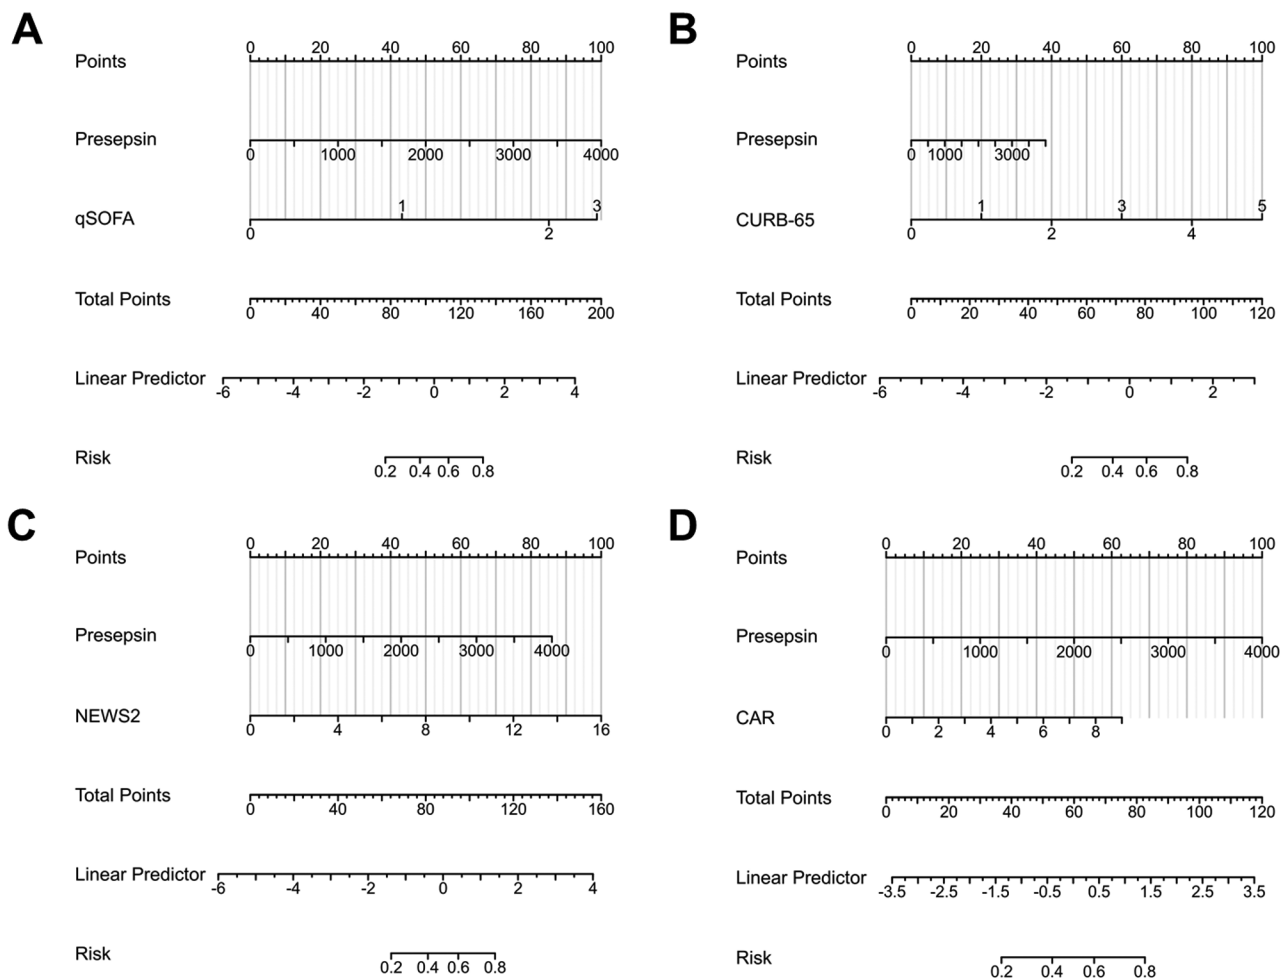 A
0 20 40 60 80 100
Points
Presepsin
0 1000 2000 3000 4000
1 3
qSOFA
0 2
Total Points
0 40 80 120 160 200
Linear Predictor
-6 -4 -2 0 2 4
Risk
0.2 0.4 0.6 0.8
B
0 20 40 60 80 100
Points
Presepsin
0 1000 3000
1 3 5
CURB-65
0 2 4
Total Points
0 20 40 60 80 100 120
Linear Predictor
-6 -4 -2 0 2
Risk
0.2 0.4 0.6 0.8
C
0 20 40 60 80 100
Points
Presepsin
0 1000 2000 3000 4000
NEWS2
0 4 8 12 16
Total Points
0 40 80 120 160
Linear Predictor
-6 -4 -2 0 2 4
Risk
0.2 0.4 0.6 0.8
D
0 20 40 60 80 100
Points
Presepsin
0 1000 2000 3000 4000
CAR
0 2 4 6 8
Total Points
0 20 40 60 80 100 120
Linear Predictor
-3.5 -2.5 -1.5 -0.5 0.5 1.5 2.5 3.5
Risk
0.2 0.4 0.6 0.8